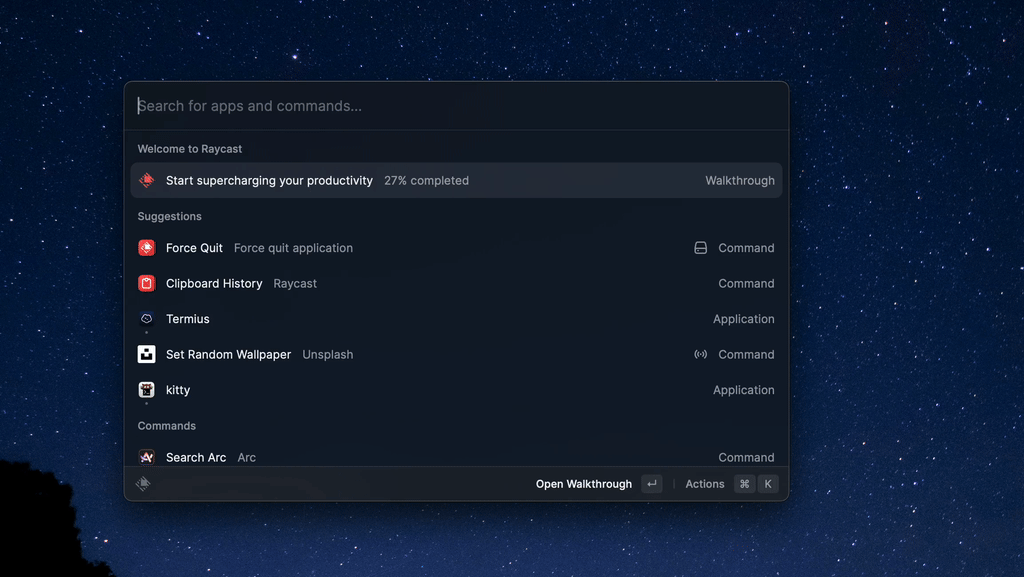 Search for apps and commands...
Welcome to Raycast
Start supercharging your productivity 27% completed Walkthrough
Suggestions
Force Quit Force quit application Command
Clipboard History Raycast Command
Termius Application
Set Random Wallpaper Unsplash Command
kitty Application
Commands
Search Arc Arc Command
Open Walkthrough ↵ Actions ⌘ K